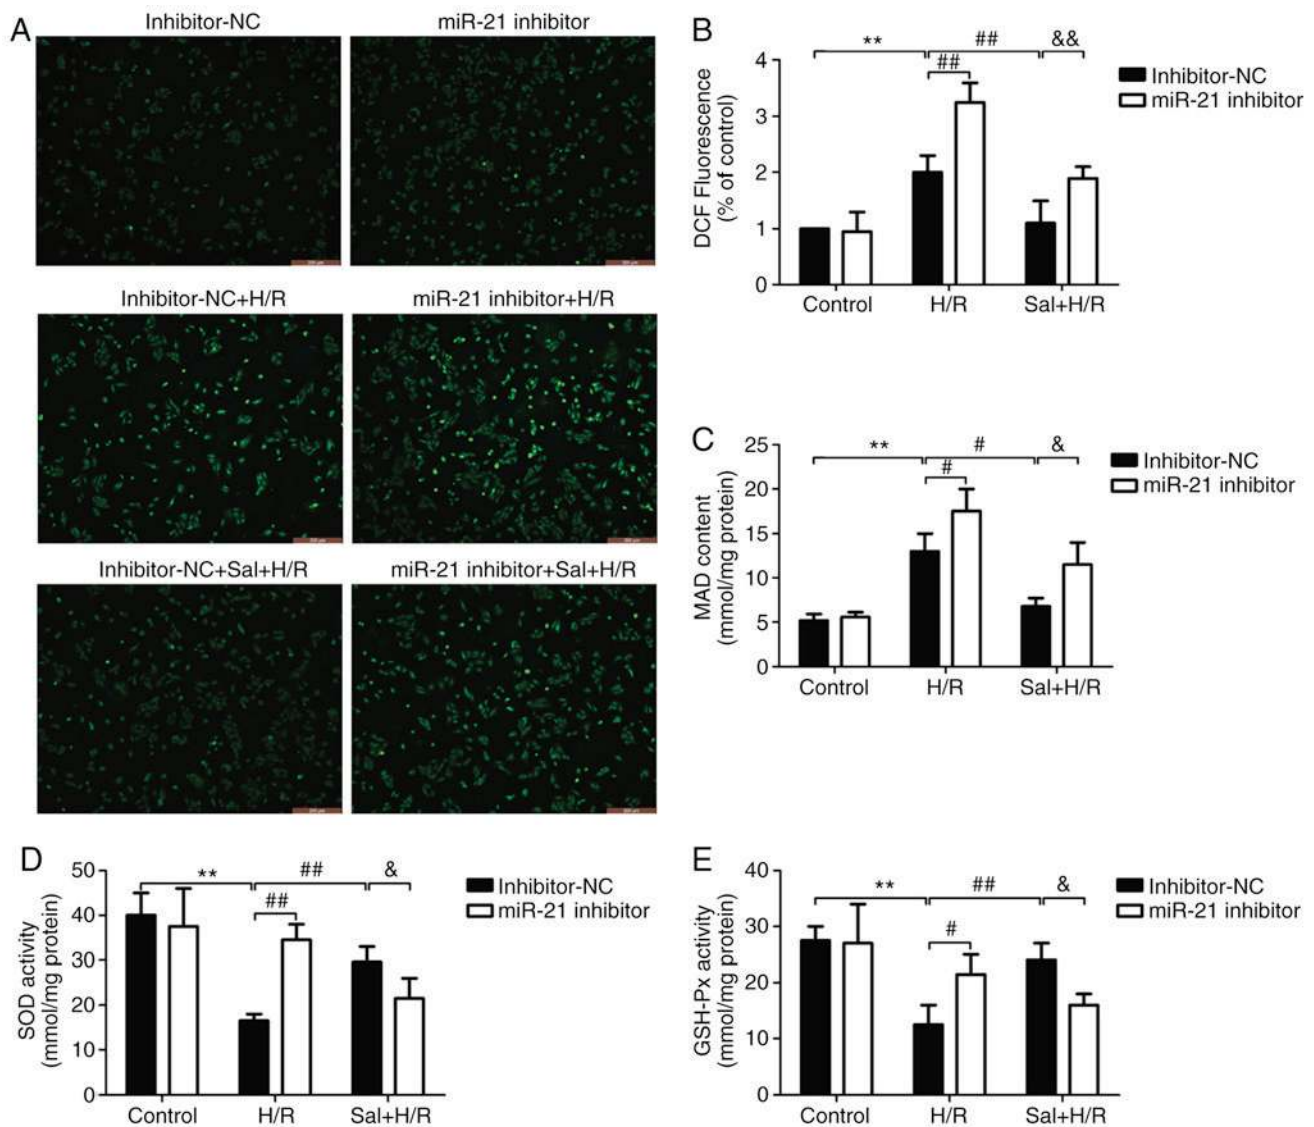 A
Inhibitor-NC
miR-21 inhibitor
Inhibitor-NC+H/R
miR-21 inhibitor+H/R
Inhibitor-NC+Sal+H/R
miR-21 inhibitor+Sal+H/R
B
DCF Fluorescence
(% of control)
4
3
2
1
0
**
##
&&
##
Control
H/R
Sal+H/R
Inhibitor-NC
miR-21 inhibitor
C
MAD content
(mmol/mg protein)
25
20
15
10
5
0
**
#
&
#
Control
H/R
Sal+H/R
Inhibitor-NC
miR-21 inhibitor
D
SOD activity
(mmol/mg protein)
50
40
30
20
10
0
**
##
&
##
Control
H/R
Sal+H/R
Inhibitor-NC
miR-21 inhibitor
E
GSH-Px activity
(mmol/mg protein)
40
30
20
10
0
**
##
&
#
Control
H/R
Sal+H/R
Inhibitor-NC
miR-21 inhibitor